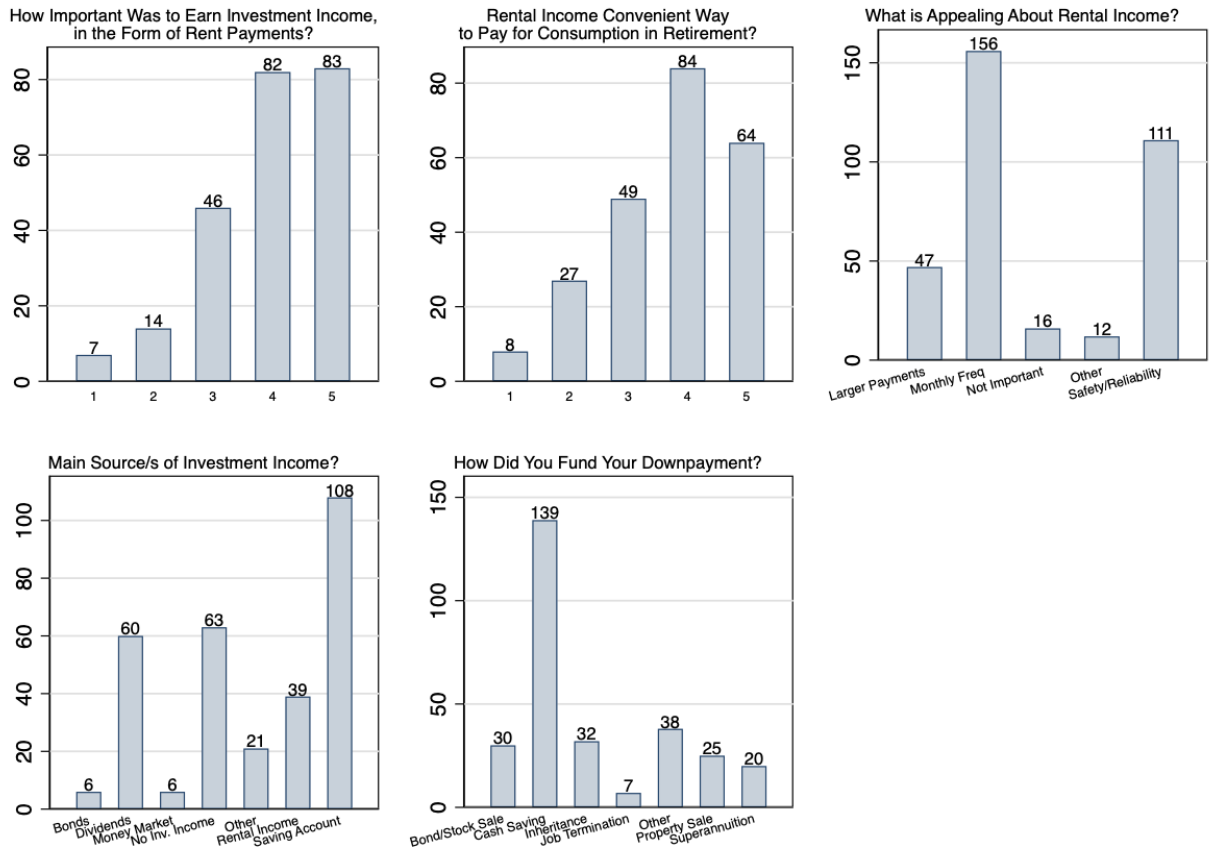 How Important Was to Earn Investment Income,
in the Form of Rent Payments?
80
60
40
20
0
7
14
46
82
83
1
2
3
4
5
Rental Income Convenient Way
to Pay for Consumption in Retirement?
80
60
40
20
0
8
27
49
84
64
1
2
3
4
5
What is Appealing About Rental Income?
150
100
50
0
47
156
16
12
111
Larger Payments
Monthly Freq
Not Important
Other
Safety/Reliability
Main Source/s of Investment Income?
100
80
60
40
20
0
6
60
6
63
21
39
108
Bonds
Dividends
Money Market
No Inv. Income
Other
Rental Income
Saving Account
How Did You Fund Your Downpayment?
150
100
50
0
30
139
32
7
38
25
20
Bond/Stock Sale
Cash Saving
Inheritance
Job Termination
Other
Property Sale
Superannuition